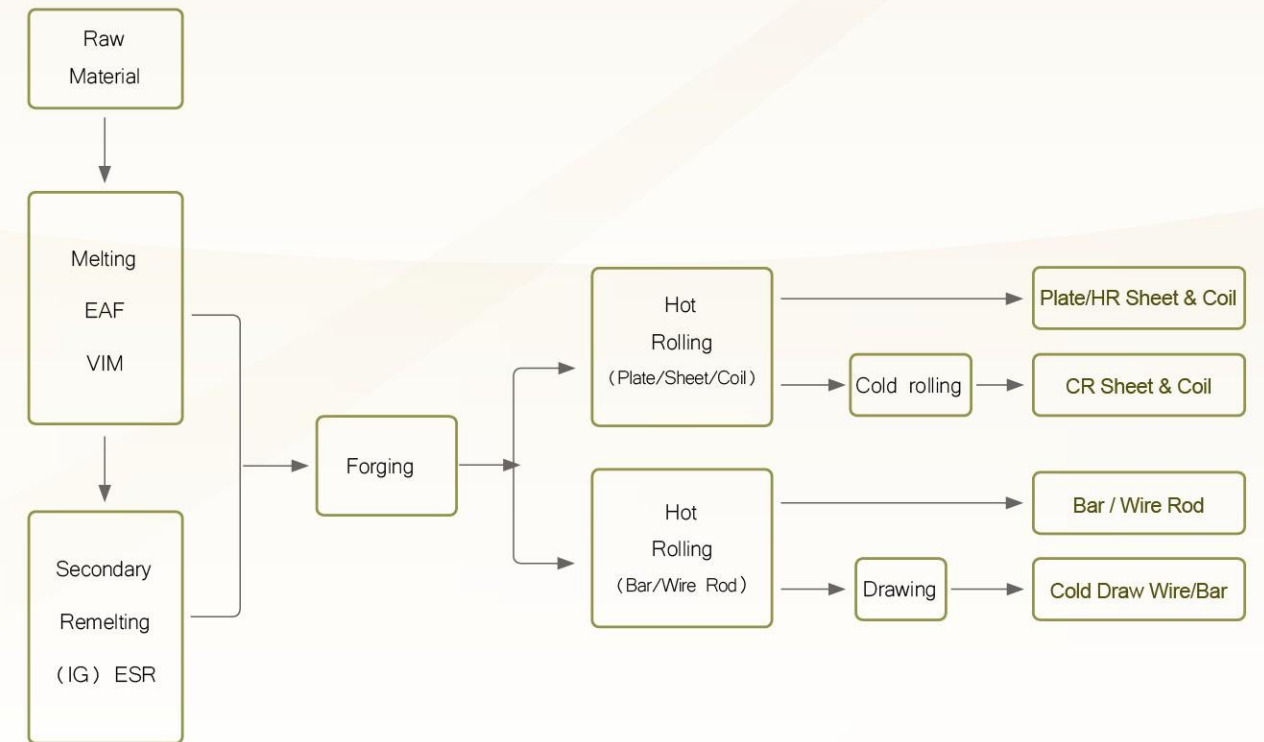 Raw
Material
Melting
EAF
VIM
Secondary
Remelting
(IG) ESR
Forging
Hot
Rolling
(Plate/Sheet/Coil)
Plate/HR Sheet & Coil
Cold rolling
CR Sheet & Coil
Hot
Rolling
(Bar/Wire Rod)
Bar / Wire Rod
Drawing
Cold Draw Wire/Bar